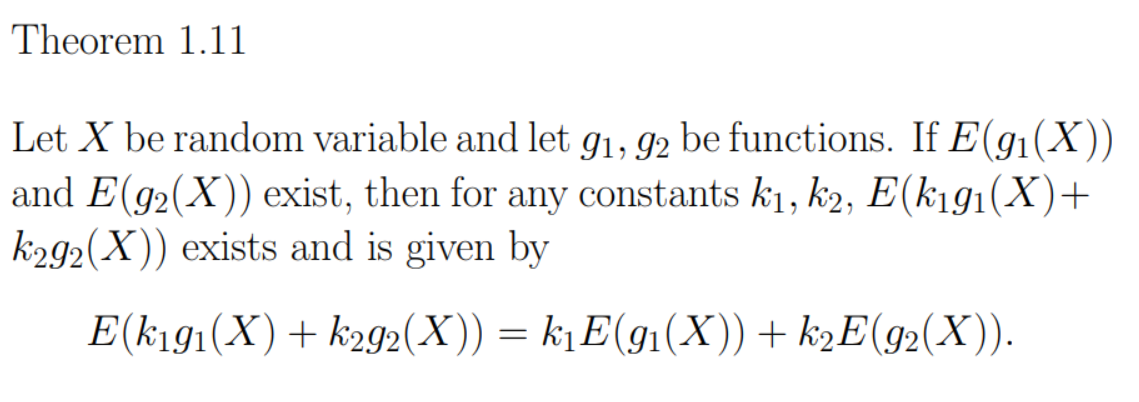 Theorem 1.11
Let X be random variable and let g₁, g₂ be functions. If E(g₁(X))
and E(g₂(X)) exist, then for any constants k₁, k₂, E(k₁g₁(X)+
k₂g₂(X)) exists and is given by
E(k₁g₁(X) + k₂g₂(X)) = k₁E(g₁(X)) + k₂E(g₂(X)).